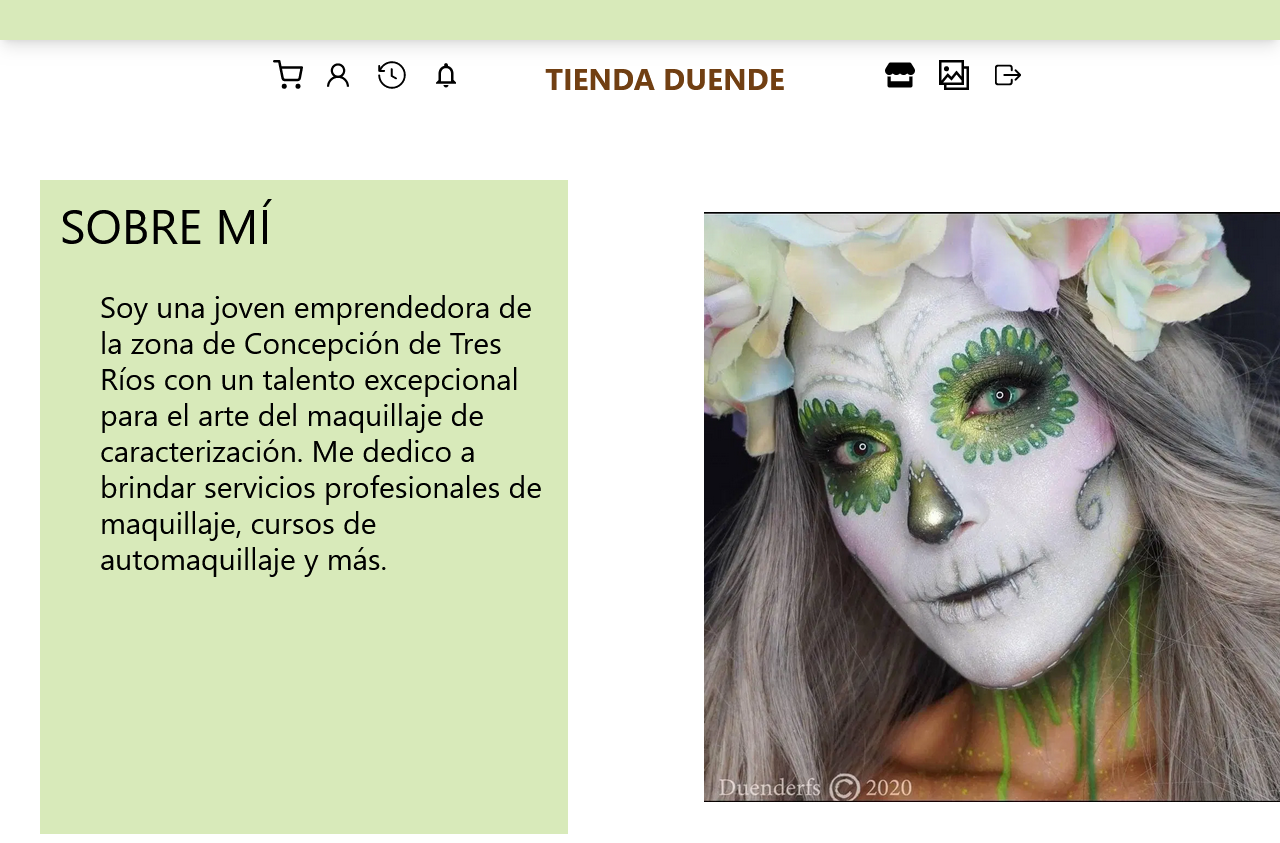 TIENDA DUENDE
SOBRE MÍ
Soy una joven emprendedora de
la zona de Concepción de Tres
Ríos con un talento excepcional
para el arte del maquillaje de
caracterización. Me dedico a
brindar servicios profesionales de
maquillaje, cursos de
automaquillaje y más.
Duenderfs © 2020